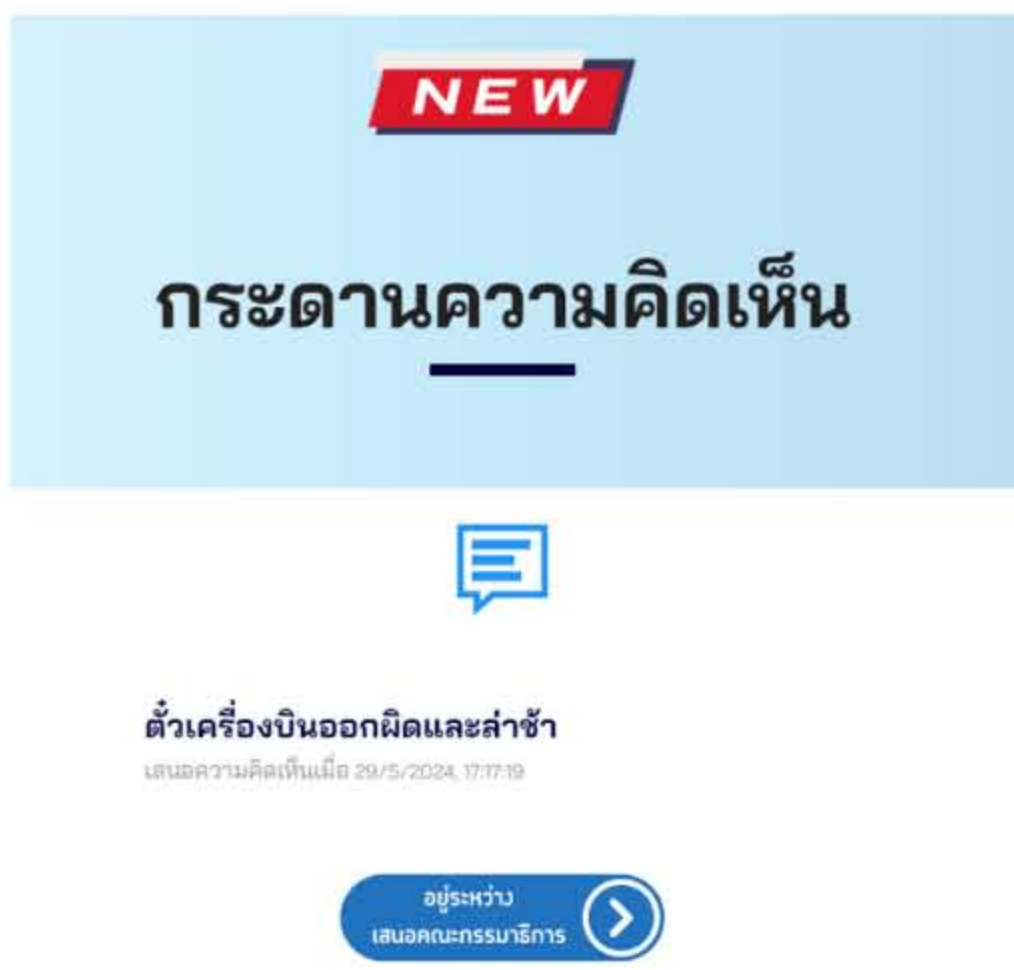 NEW
กระดานความคิดเห็น
ตั๋วเครื่องบินออกผิดและล่าช้า
เสนอความคิดเห็นเมื่อ 29/5/2024, 17:17:19
อยู่ระหว่าง
เสนอคณะกรรมาธิการ